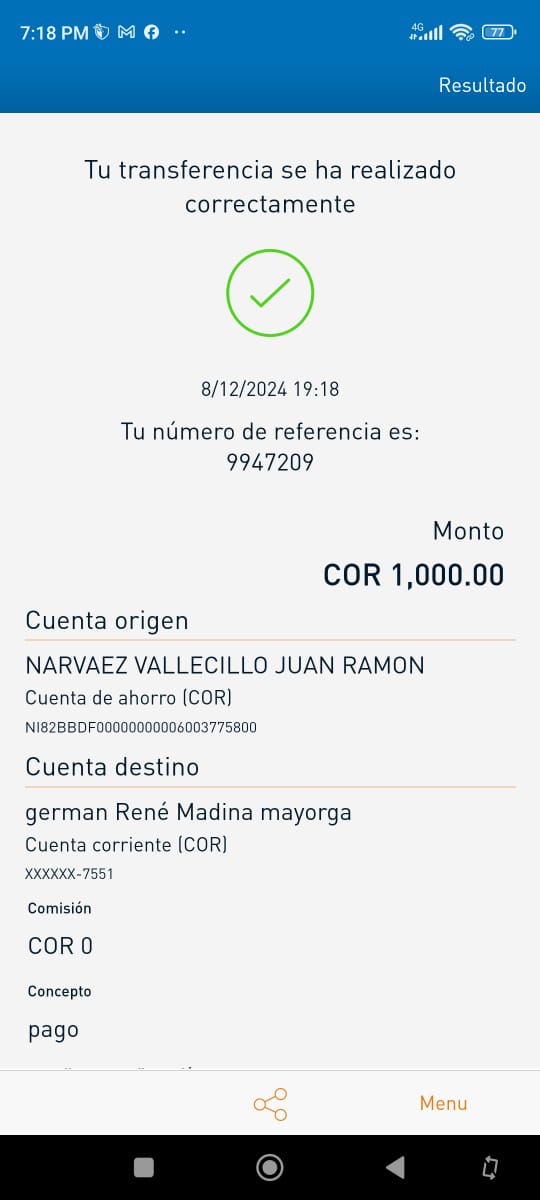 7:18 PM
4G
77
Resultado
Tu transferencia se ha realizado
correctamente
8/12/2024 19:18
Tu número de referencia es:
9947209
Monto
COR 1,000.00
Cuenta origen
NARVAEZ VALLECILLO JUAN RAMON
Cuenta de ahorro (COR)
NI82BBDF00000000006003775800
Cuenta destino
german René Madina mayorga
Cuenta corriente (COR)
XXXXXX-7551
Comisión
COR 0
Concepto
pago
Menu